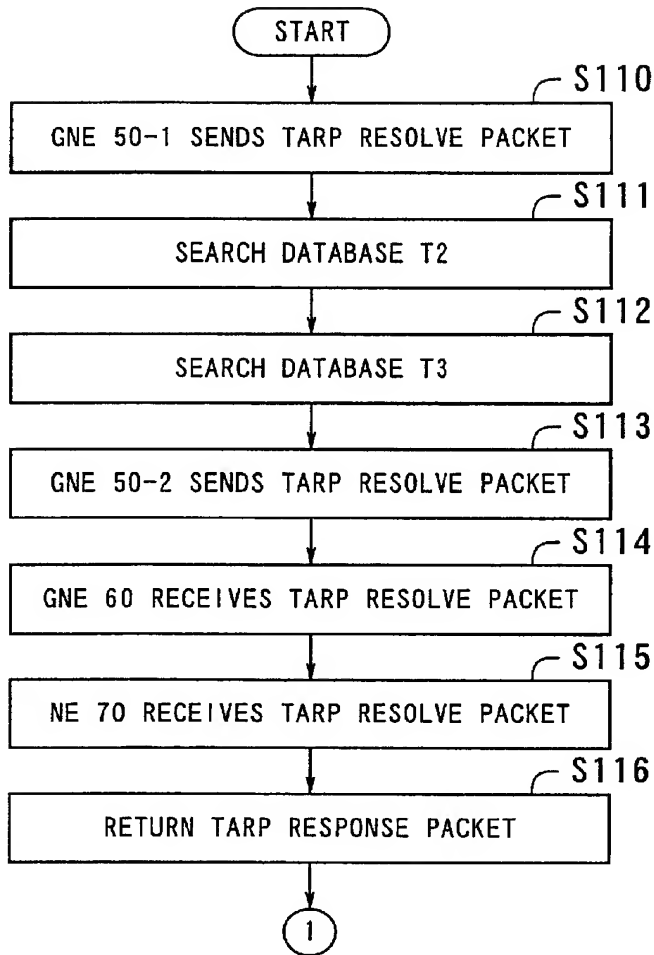 START
S110
GNE 50-1 SENDS TARP RESOLVE PACKET
S111
SEARCH DATABASE T2
S112
SEARCH DATABASE T3
S113
GNE 50-2 SENDS TARP RESOLVE PACKET
S114
GNE 60 RECEIVES TARP RESOLVE PACKET
S115
NE 70 RECEIVES TARP RESOLVE PACKET
S116
RETURN TARP RESPONSE PACKET
1